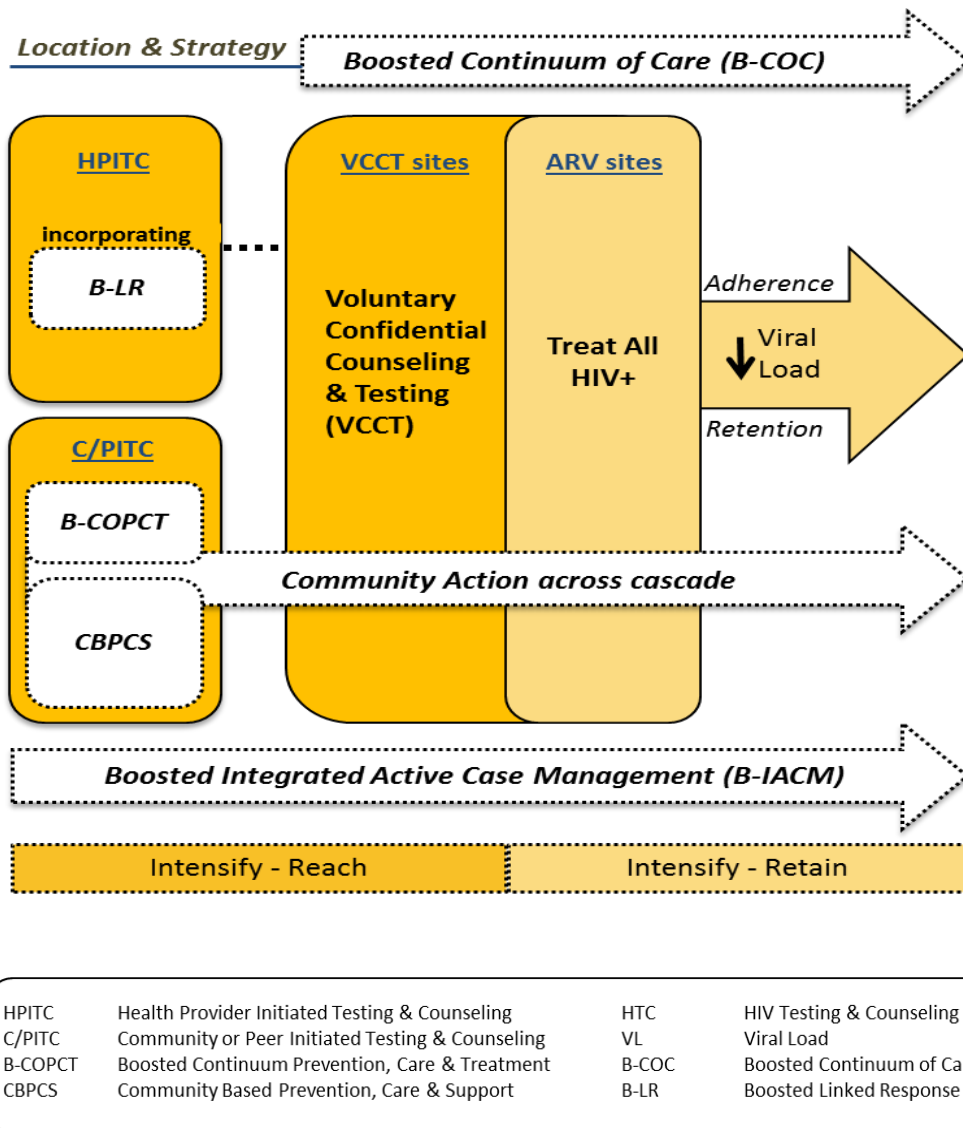 Location & Strategy
Boosted Continuum of Care (B-COC)
HPITC
incorporating
B-LR
VCCT sites
ARV sites
Voluntary
Confidential
Counseling
& Testing
(VCCT)
Treat All
HIV+
Adherence
Viral
Load
Retention
C/PITC
B-COPCT
CBPCS
Community Action across cascade
Boosted Integrated Active Case Management (B-IACM)
Intensify - Reach
Intensify - Retain
HPITC Health Provider Initiated Testing & Counseling HTC HIV Testing & Counseling
C/PITC Community or Peer Initiated Testing & Counseling VL Viral Load
B-COPCT Boosted Continuum Prevention, Care & Treatment B-COC Boosted Continuum of Ca
CBPCS Community Based Prevention, Care & Support B-LR Boosted Linked Response